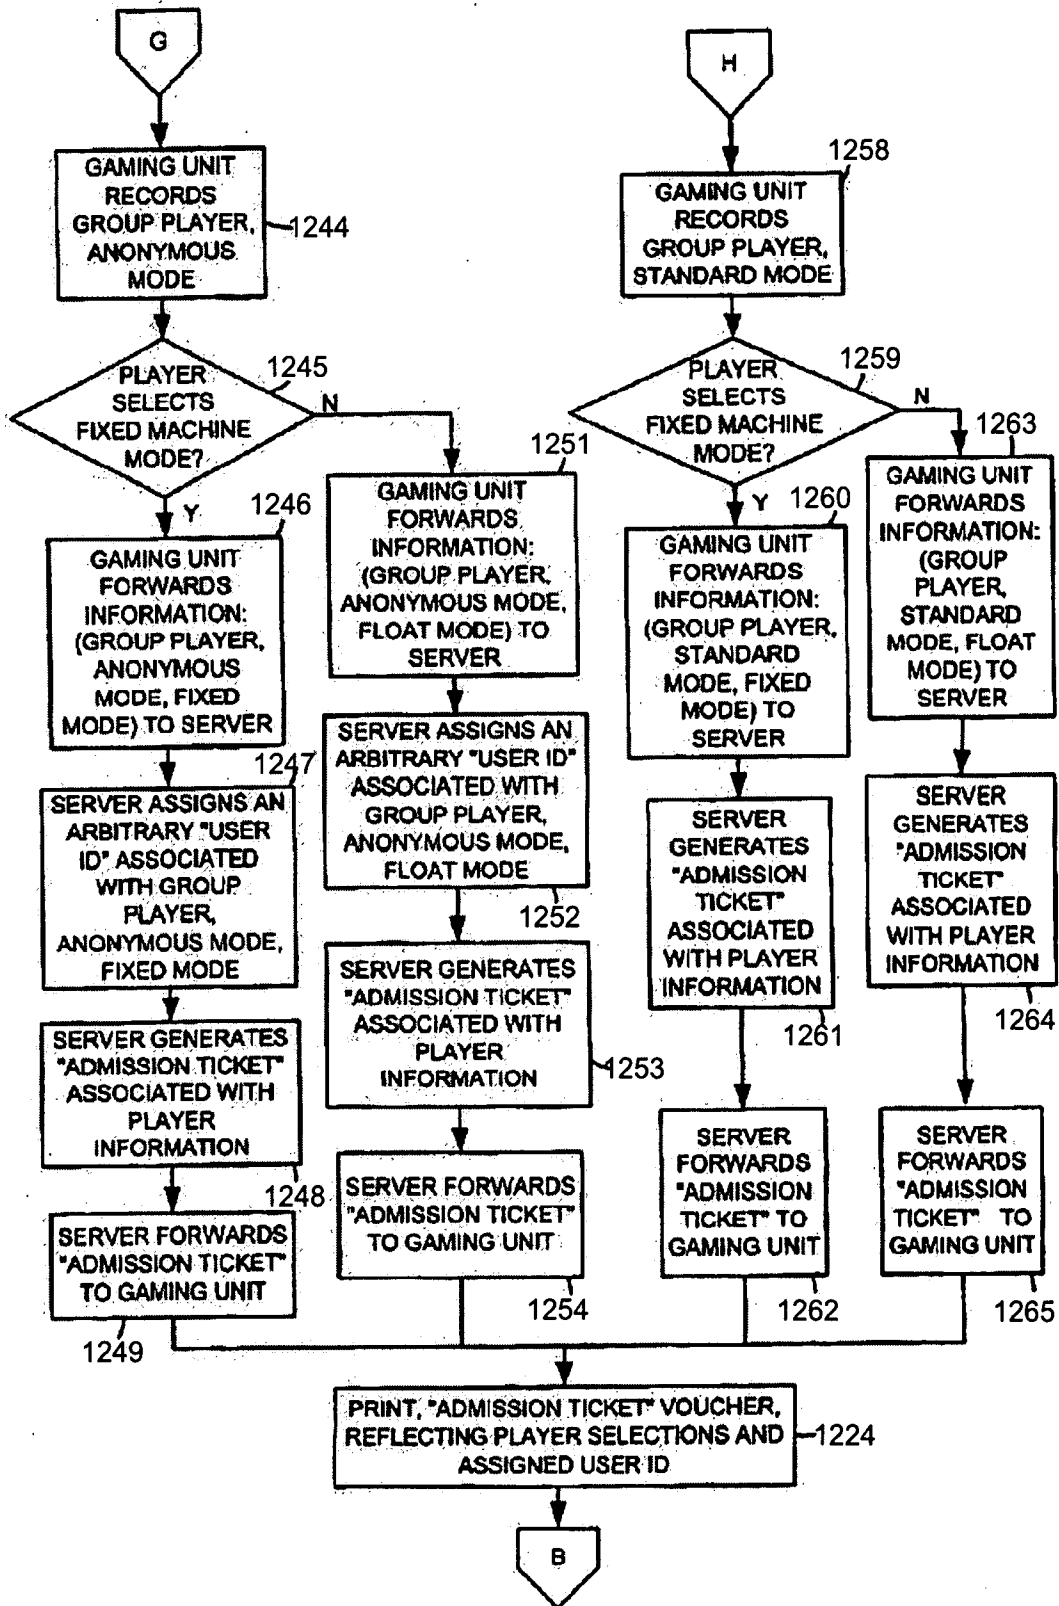 G
GAMING UNIT
RECORDS
GROUP PLAYER,
ANONYMOUS
MODE
1244
PLAYER
SELECTS
FIXED MACHINE
MODE?
1245
N
Y
1246
GAMING UNIT
FORWARDS
INFORMATION:
(GROUP PLAYER,
ANONYMOUS
MODE, FIXED
MODE) TO SERVER
1247
SERVER ASSIGNS AN
ARBITRARY "USER
ID" ASSOCIATED
WITH GROUP
PLAYER,
ANONYMOUS MODE,
FIXED MODE
SERVER GENERATES
"ADMISSION TICKET"
ASSOCIATED WITH
PLAYER
INFORMATION
1248
SERVER FORWARDS
"ADMISSION TICKET"
TO GAMING UNIT
1249
1251
GAMING UNIT
FORWARDS
INFORMATION:
(GROUP PLAYER,
ANONYMOUS MODE,
FLOAT MODE) TO
SERVER
SERVER ASSIGNS AN
ARBITRARY "USER ID"
ASSOCIATED WITH
GROUP PLAYER,
ANONYMOUS MODE,
FLOAT MODE
1252
SERVER GENERATES
"ADMISSION TICKET"
ASSOCIATED WITH
PLAYER
INFORMATION
1253
SERVER FORWARDS
"ADMISSION TICKET"
TO GAMING UNIT
1254
H
1258
GAMING UNIT
RECORDS
GROUP PLAYER,
STANDARD MODE
1259
PLAYER
SELECTS
FIXED MACHINE
MODE?
N
Y
1260
GAMING UNIT
FORWARDS
INFORMATION:
(GROUP PLAYER,
STANDARD
MODE, FIXED
MODE) TO
SERVER
SERVER
GENERATES
"ADMISSION
TICKET"
ASSOCIATED
WITH PLAYER
INFORMATION
1261
SERVER
FORWARDS
"ADMISSION
TICKET" TO
GAMING UNIT
1262
1263
GAMING UNIT
FORWARDS
INFORMATION:
(GROUP
PLAYER,
STANDARD
MODE, FLOAT
MODE) TO
SERVER
SERVER
GENERATES
"ADMISSION
TICKET"
ASSOCIATED
WITH PLAYER
INFORMATION
1264
SERVER
FORWARDS
"ADMISSION
TICKET" TO
GAMING UNIT
1265
PRINT, "ADMISSION TICKET" VOUCHER,
REFLECTING PLAYER SELECTIONS AND
ASSIGNED USER ID
1224
B